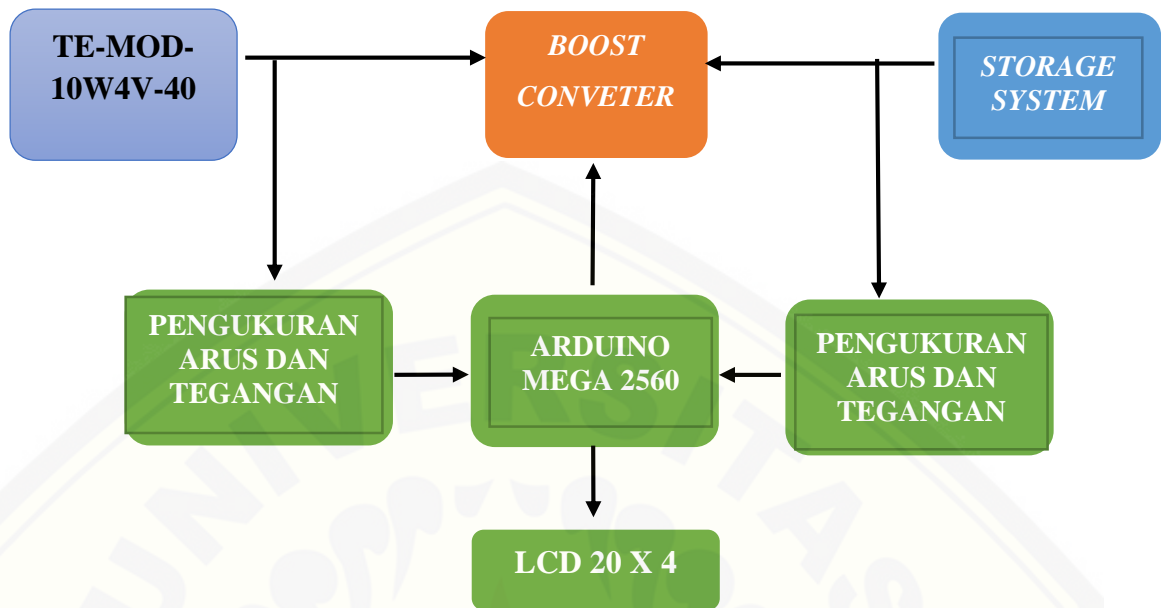 TE-MOD-
10W4V-40
BOOST
CONVETER
STORAGE
SYSTEM
PENGUKURAN
ARUS DAN
TEGANGAN
ARDUINO
MEGA 2560
PENGUKURAN
ARUS DAN
TEGANGAN
LCD 20 X 4
UNIVERSITAS